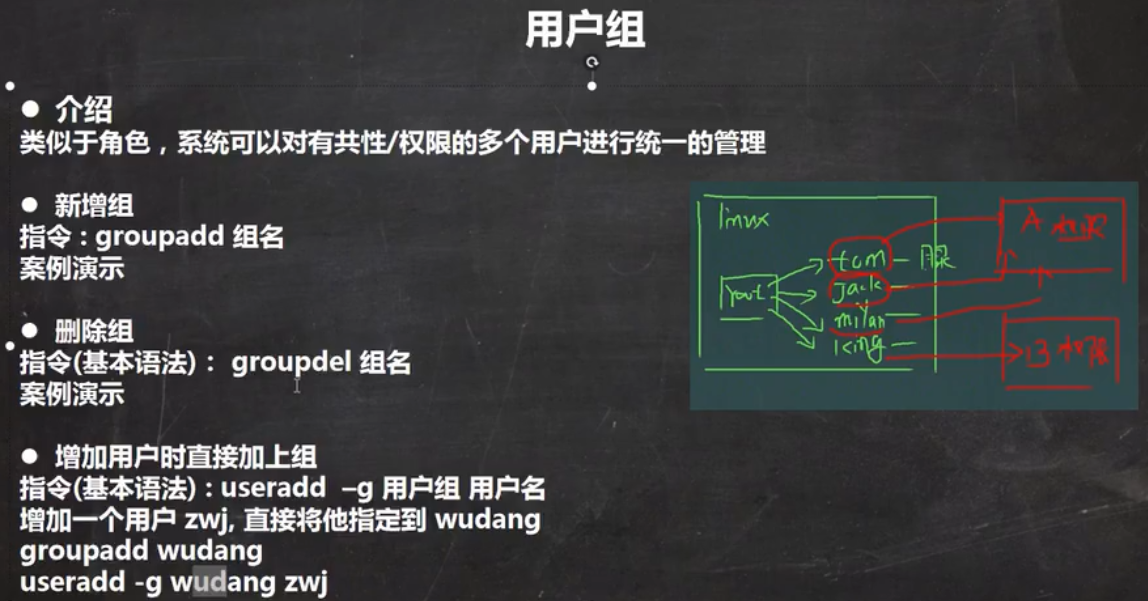 用户组
● 介绍
类似于角色，系统可以对有共性/权限的多个用户进行统一的管理
● 新增组
指令 : groupadd 组名
案例演示
● 删除组
指令(基本语法)： groupdel 组名
案例演示
● 增加用户时直接加上组
指令(基本语法) : useradd –g 用户组 用户名
增加一个用户 zwj, 直接将他指定到 wudang
groupadd wudang
useradd -g wudang zwj
linux
tom
Jack
milan
king
A 权限
B 权限